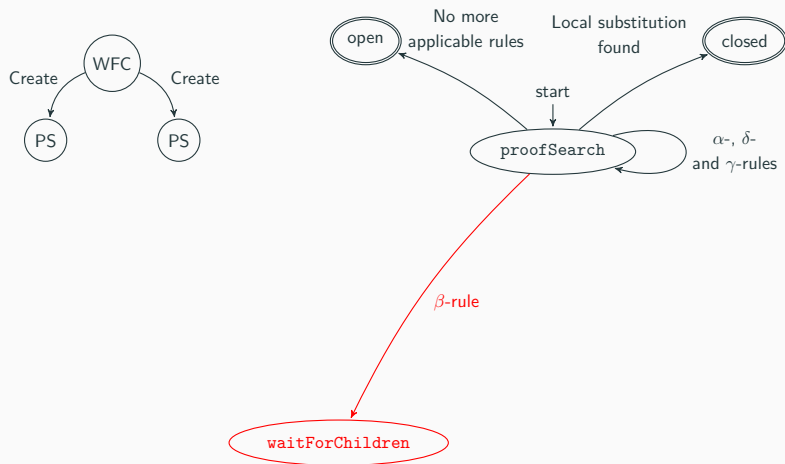 WFC
Create
Create
PS
PS
open
No more
applicable rules
Local substitution
found
closed
start
proofSearch
α-, δ-
and γ-rules
β-rule
waitForChildren